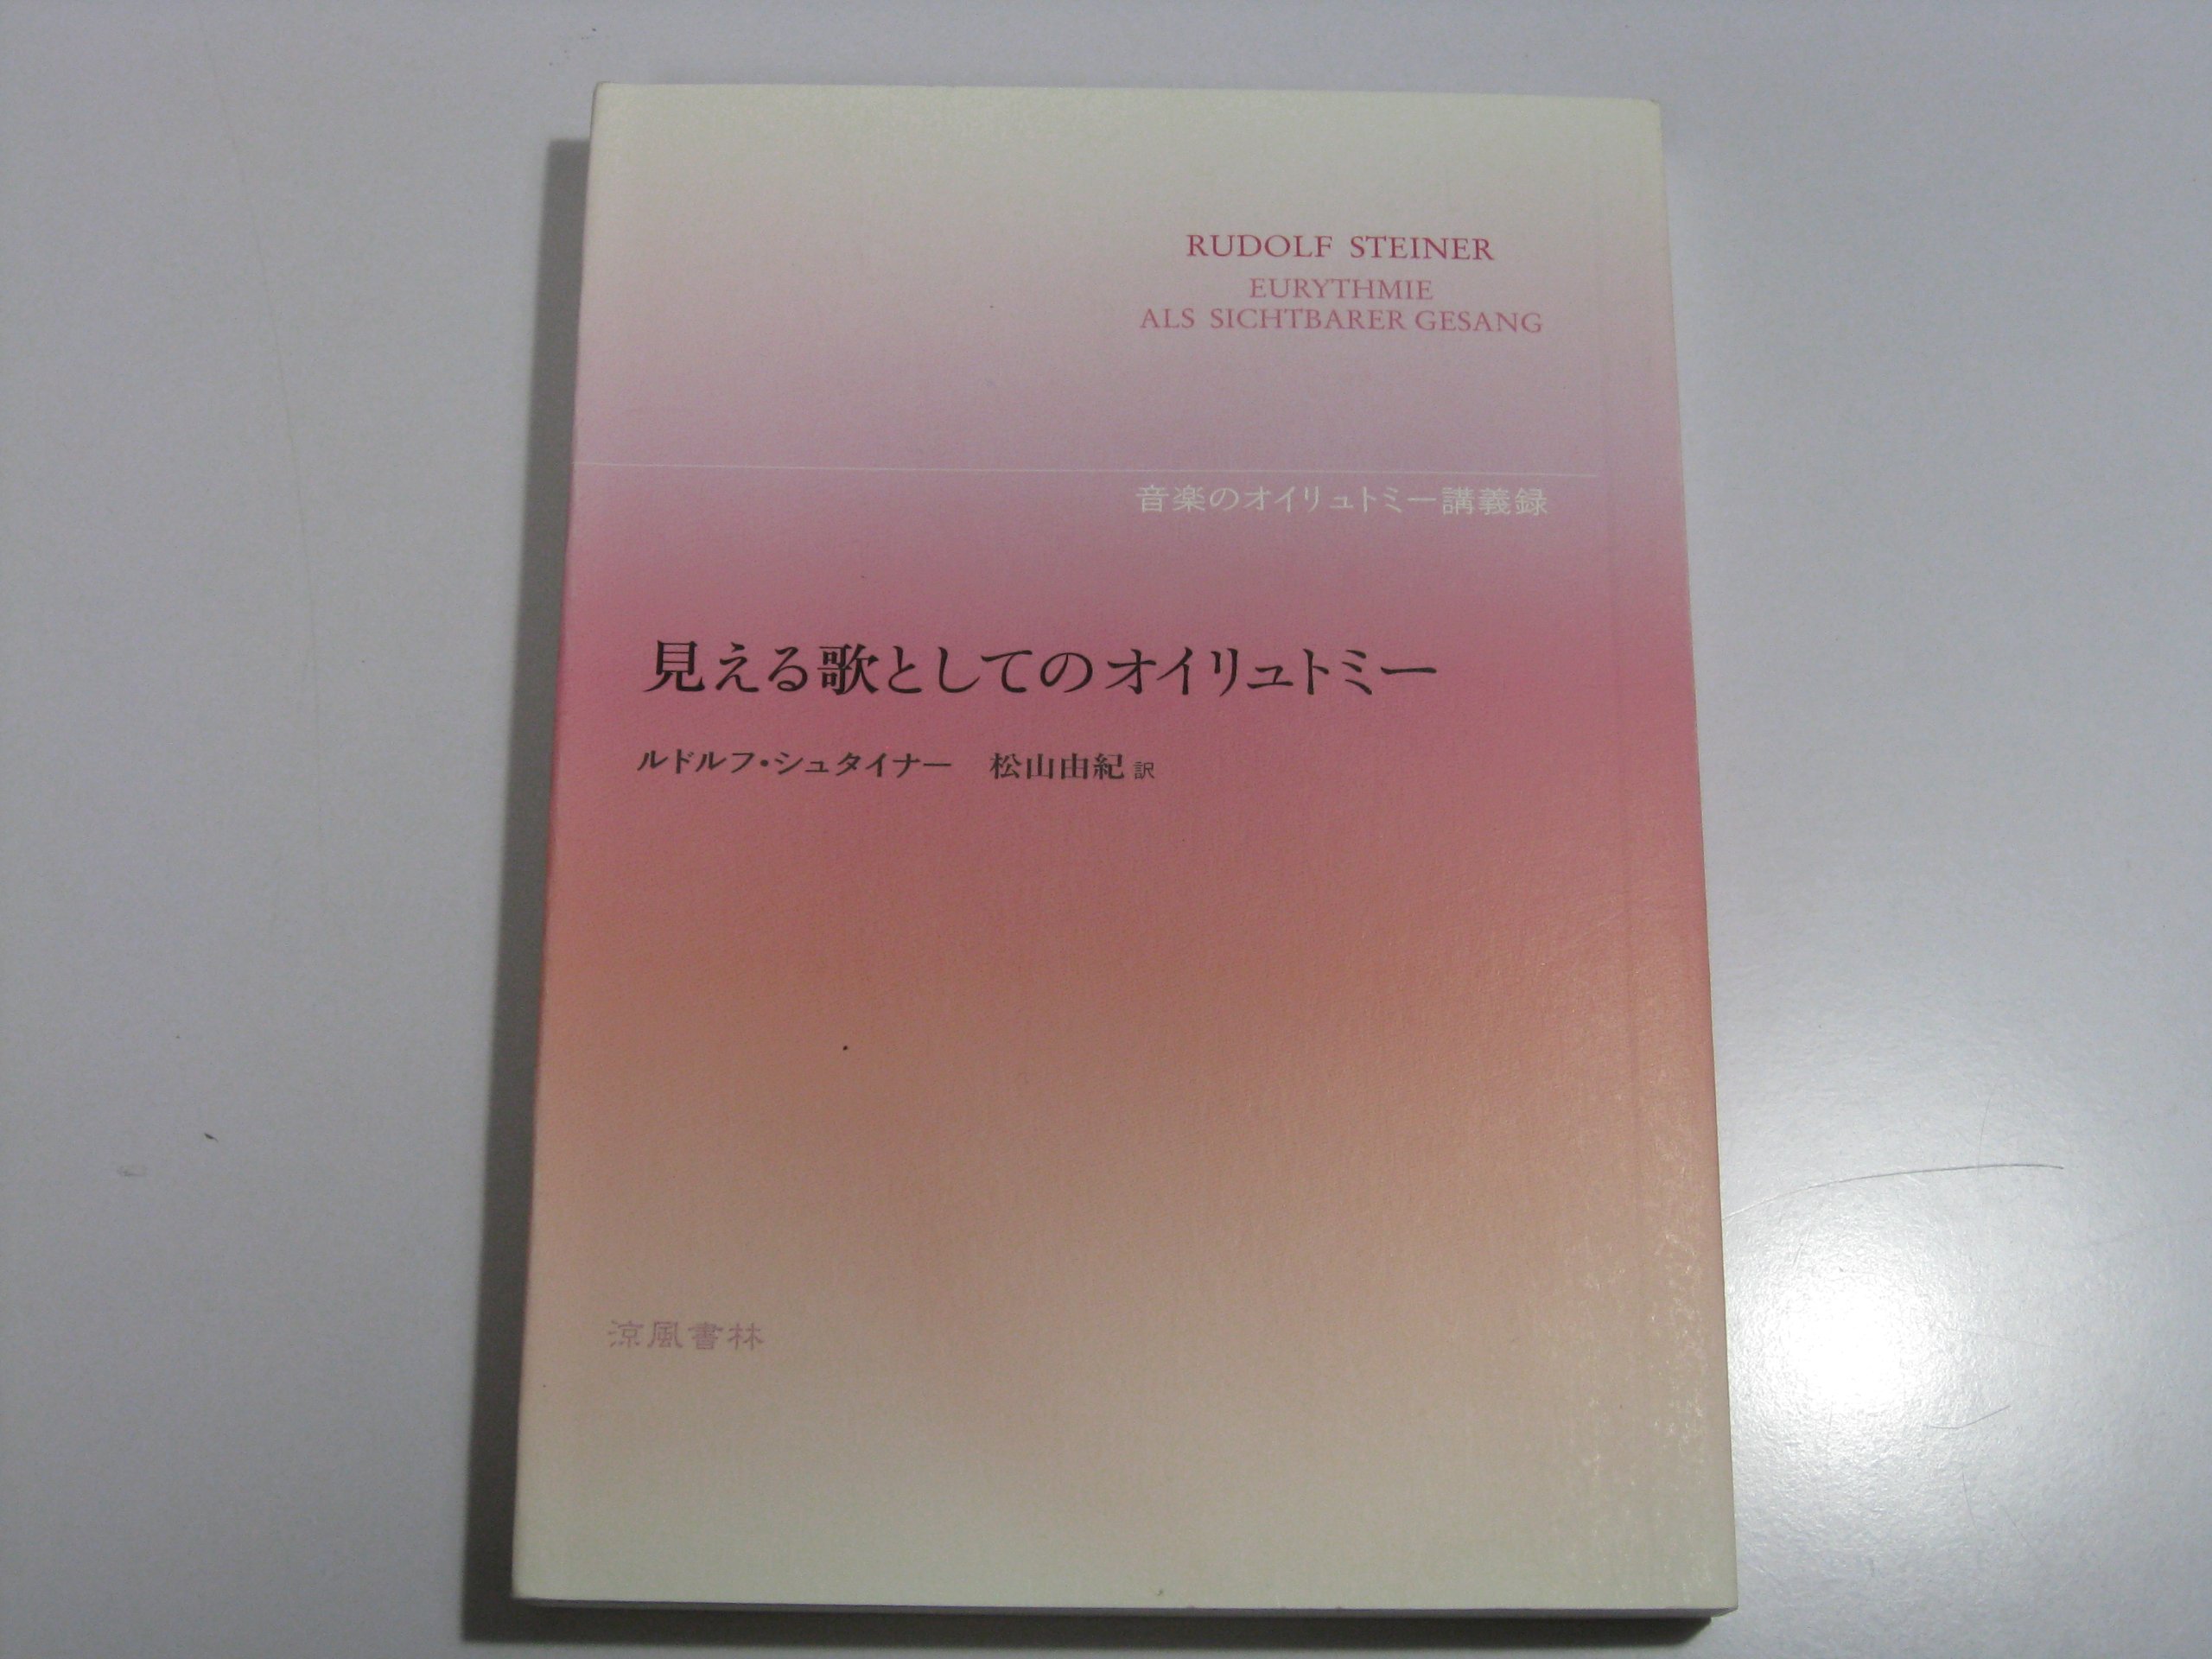 RUDOLF STEINER
EURYTHMIE
ALS SICHTBARER GESANG
音楽のオイリュトミー講義録
見える歌としてのオイリュトミー
ルドルフ・シュタイナー 松山由紀 訳
涼風書林